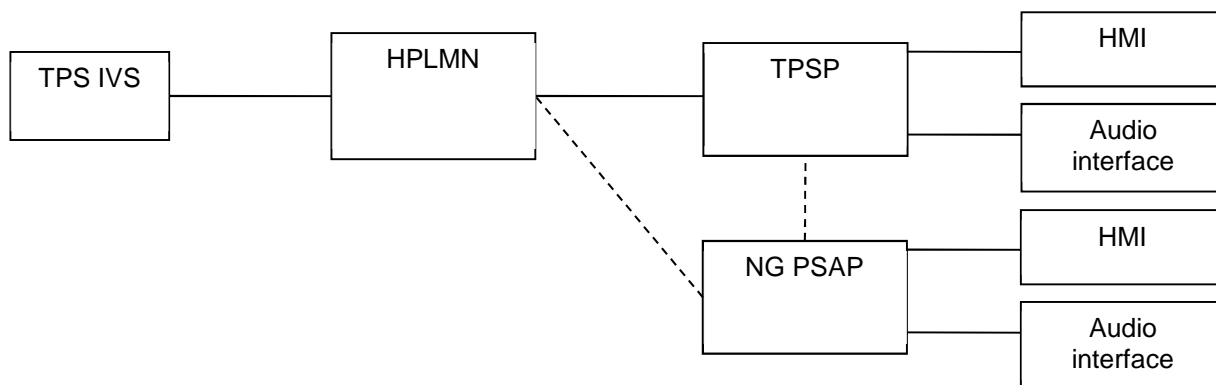 TPS IVS
HPLMN
TPSP
HMI
Audio
interface
NG PSAP
HMI
Audio
interface